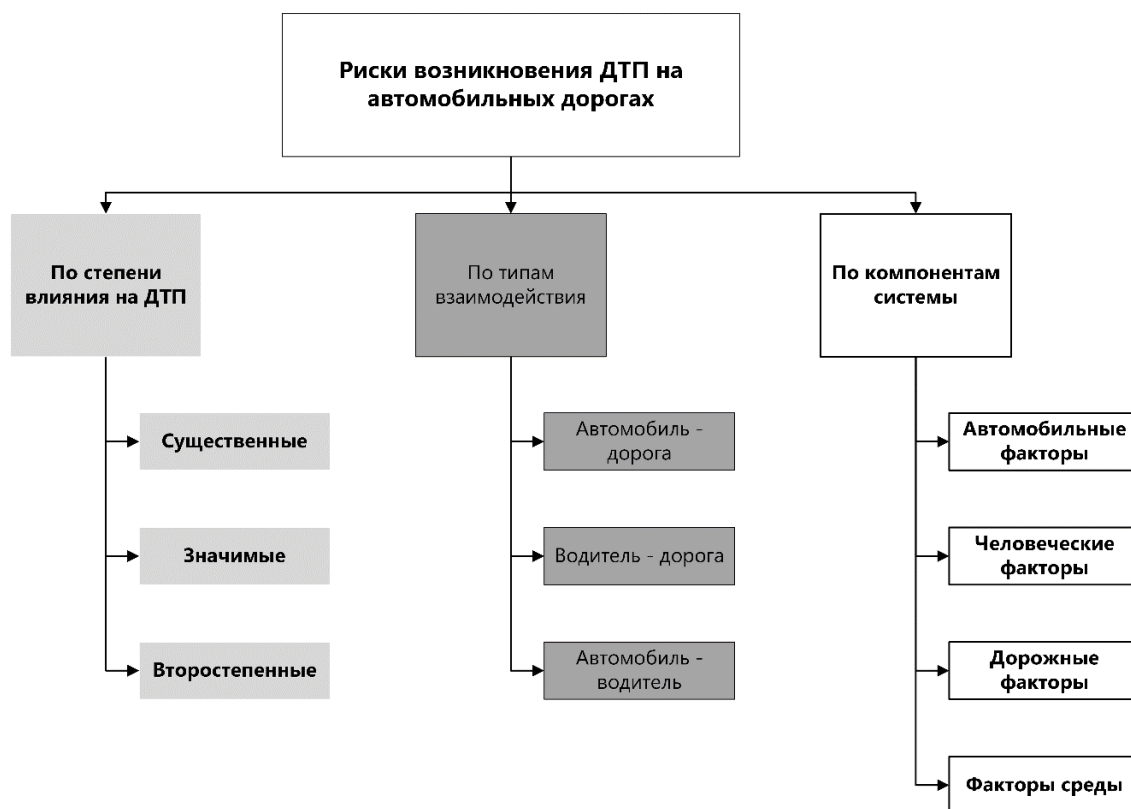 Риски возникновения ДТП на
автомобильных дорогах
По степени
влияния на ДТП
По типам
взаимодействия
По компонентам
системы
Существенные
Значимые
Второстепенные
Автомобиль -
дорога
Водитель - дорога
Автомобиль -
водитель
Автомобильные
факторы
Человеческие
факторы
Дорожные
факторы
Факторы среды